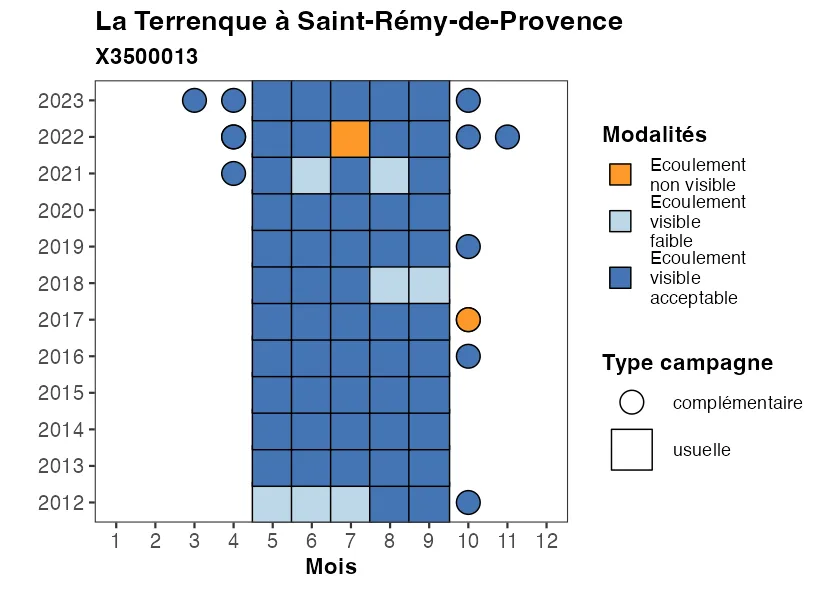 La Terrenque à Saint-Rémy-de-Provence
X3500013
2023
2022
2021
2020
2019
2018
2017
2016
2015
2014
2013
2012
1 2 3 4 5 6 7 8 9 10 11 12
Mois
Modalités
Ecoulement
non visible
Ecoulement
visible
faible
Ecoulement
visible
acceptable
Type campagne
complémentaire
usuelle